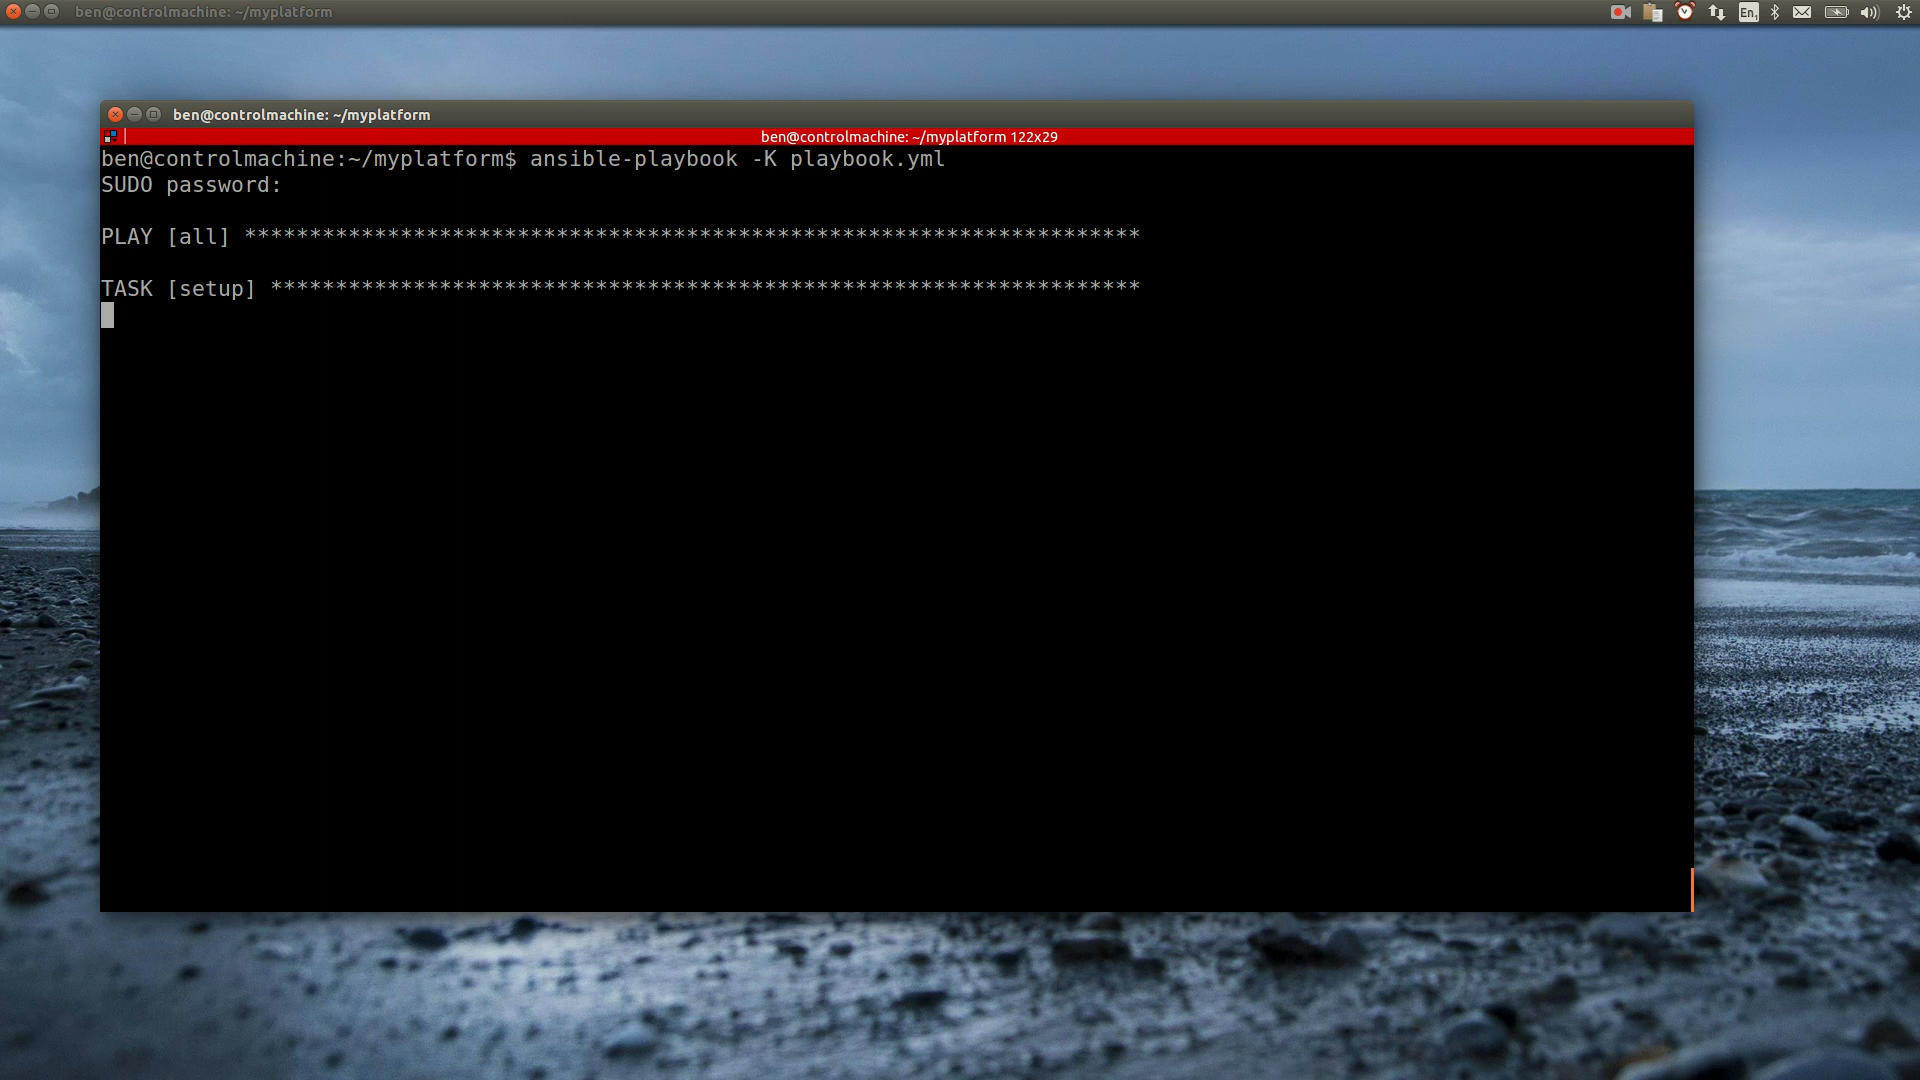 ben@controlmachine: ~/myplatform
En1
ben@controlmachine: ~/myplatform
ben@controlmachine: ~/myplatform 122x29
ben@controlmachine:~/myplatform$ ansible-playbook -K playbook.yml
SUDO password:
PLAY [all] *********************************************************************
TASK [setup] *******************************************************************